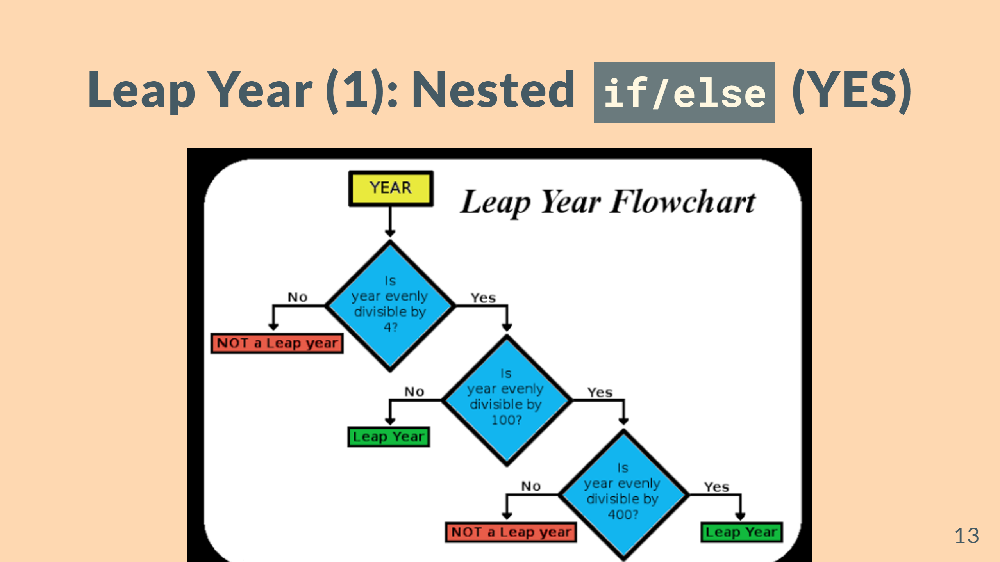 Leap Year (1): Nested if/else (YES)
YEAR
Leap Year Flowchart
Is
year evenly
divisible by
4?
No
Yes
NOT a Leap year
Is
year evenly
divisible by
100?
No
Yes
Leap Year
Is
year evenly
divisible by
400?
No
Yes
NOT a Leap year
Leap Year
13